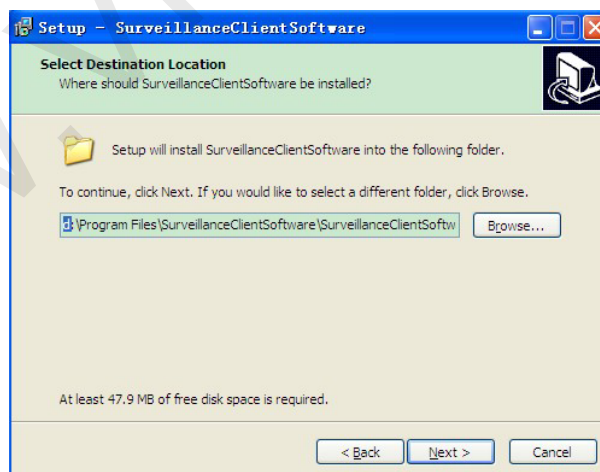 Setup - SurveillanceClientSoftware
Select Destination Location
Where should SurveillanceClientSoftware be installed?
Setup will install SurveillanceClientSoftware into the following folder.
To continue, click Next. If you would like to select a different folder, click Browse.
d:\Program Files\SurveillanceClientSoftware\SurveillanceClientSoftw
Browse...
At least 47.9 MB of free disk space is required.
< Back
Next >
Cancel